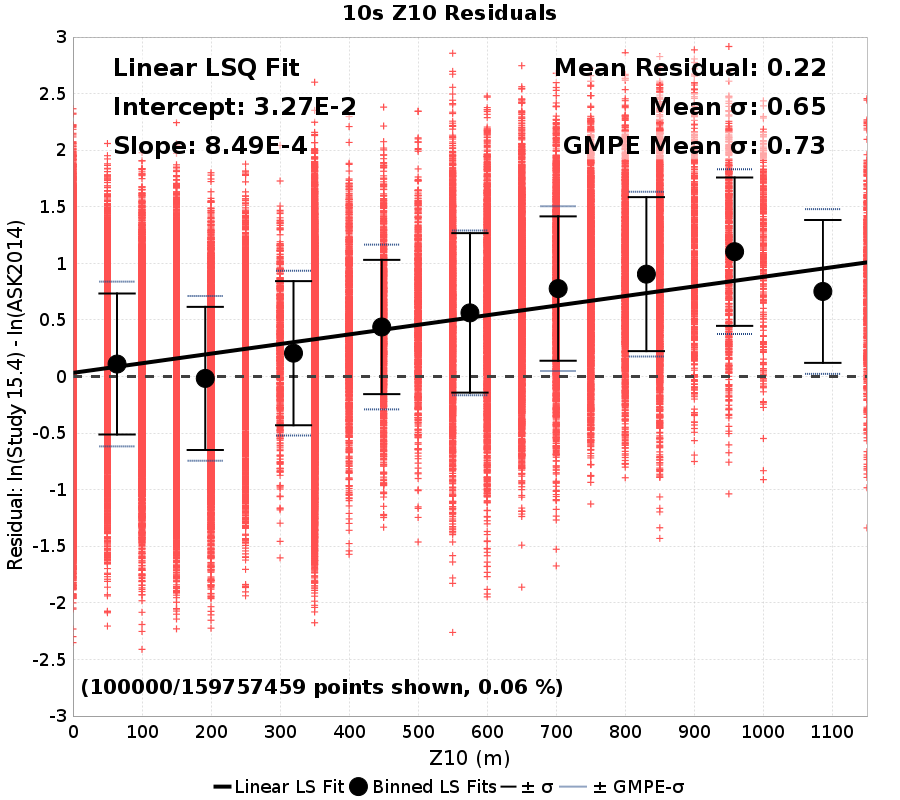 10s Z10 Residuals
Linear LSQ Fit
Intercept: 3.27E-2
Slope: 8.49E-4
Mean Residual: 0.22
Mean σ: 0.65
GMPE Mean σ: 0.73
Residual: ln(Study 15.4) - ln(ASK2014)
3
2.5
2
1.5
1
0.5
0
-0.5
-1
-1.5
-2
-2.5
-3
(100000/159757459 points shown, 0.06 %)
0 100 200 300 400 500 600 700 800 900 1000 1100
Z10 (m)
Linear LS Fit Binned LS Fits ± σ ± GMPE-σ